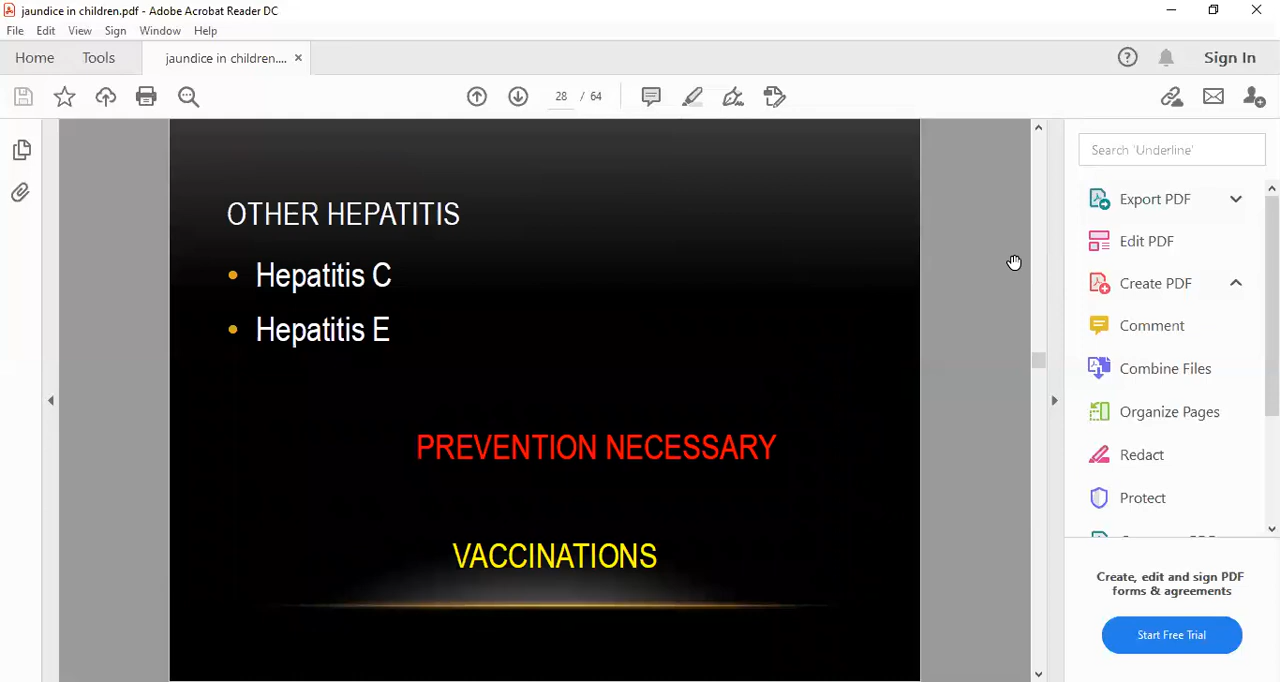 jaundice in children.pdf - Adobe Acrobat Reader DC
File Edit View Sign Window Help
Home Tools jaundice in children.... × Sign In
28 / 64
OTHER HEPATITIS
• Hepatitis C
• Hepatitis E
PREVENTION NECESSARY
VACCINATIONS
Search 'Underline'
Export PDF
Edit PDF
Create PDF
Comment
Combine Files
Organize Pages
Redact
Protect
Create, edit and sign PDF
forms & agreements
Start Free Trial